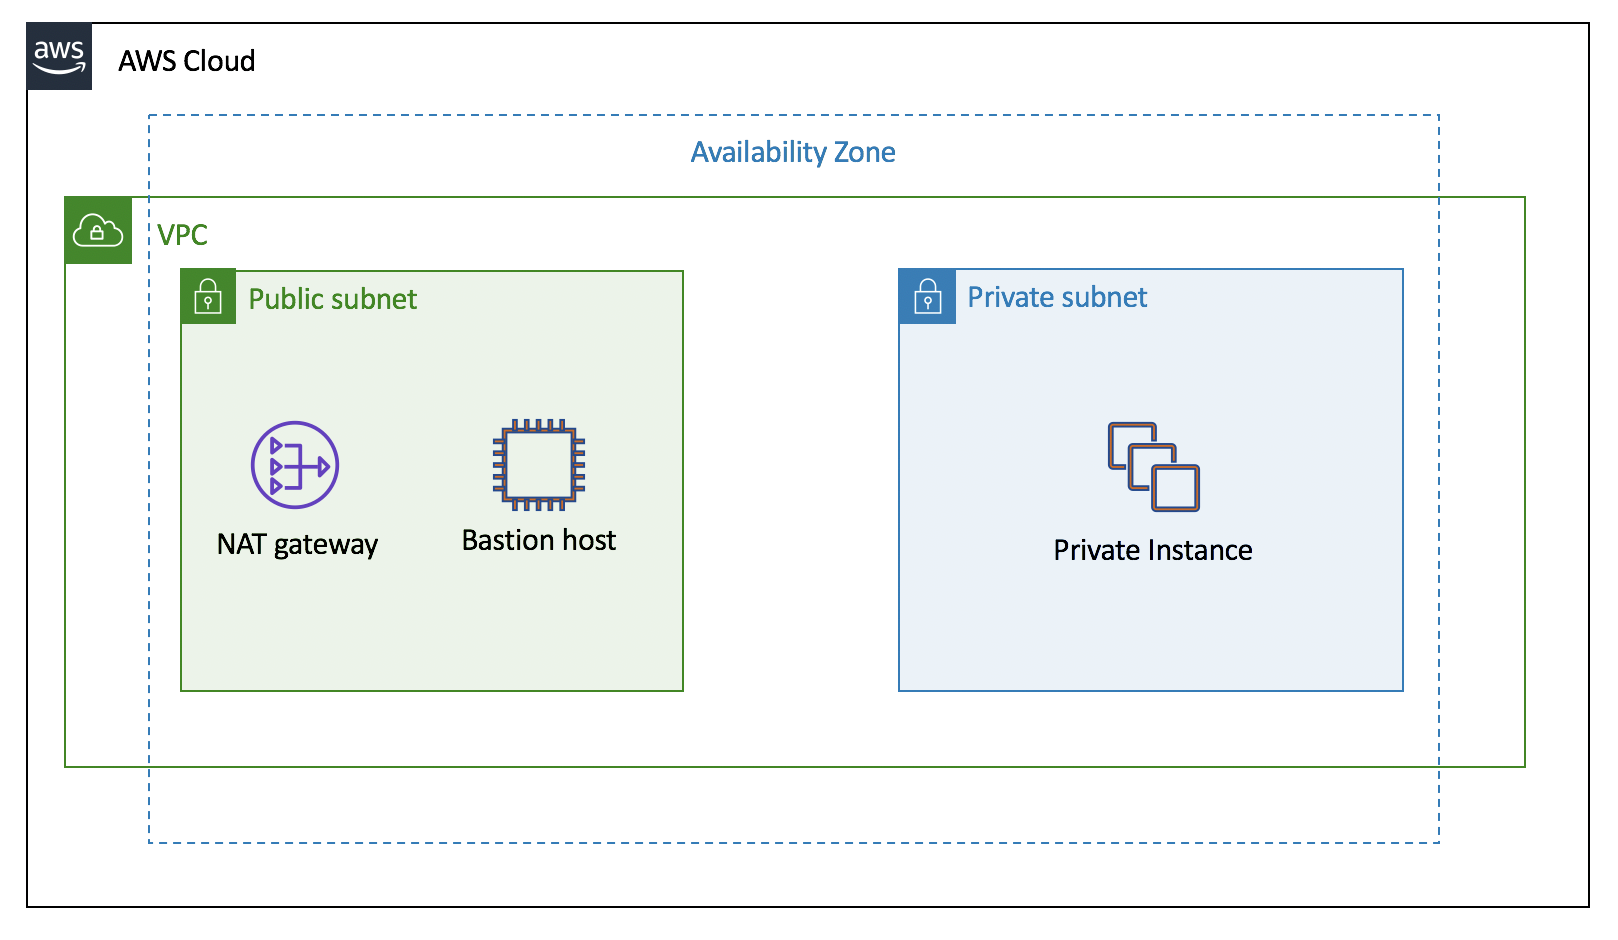 aws
AWS Cloud
Availability Zone
VPC
Public subnet
Private subnet
NAT gateway
Bastion host
Private Instance